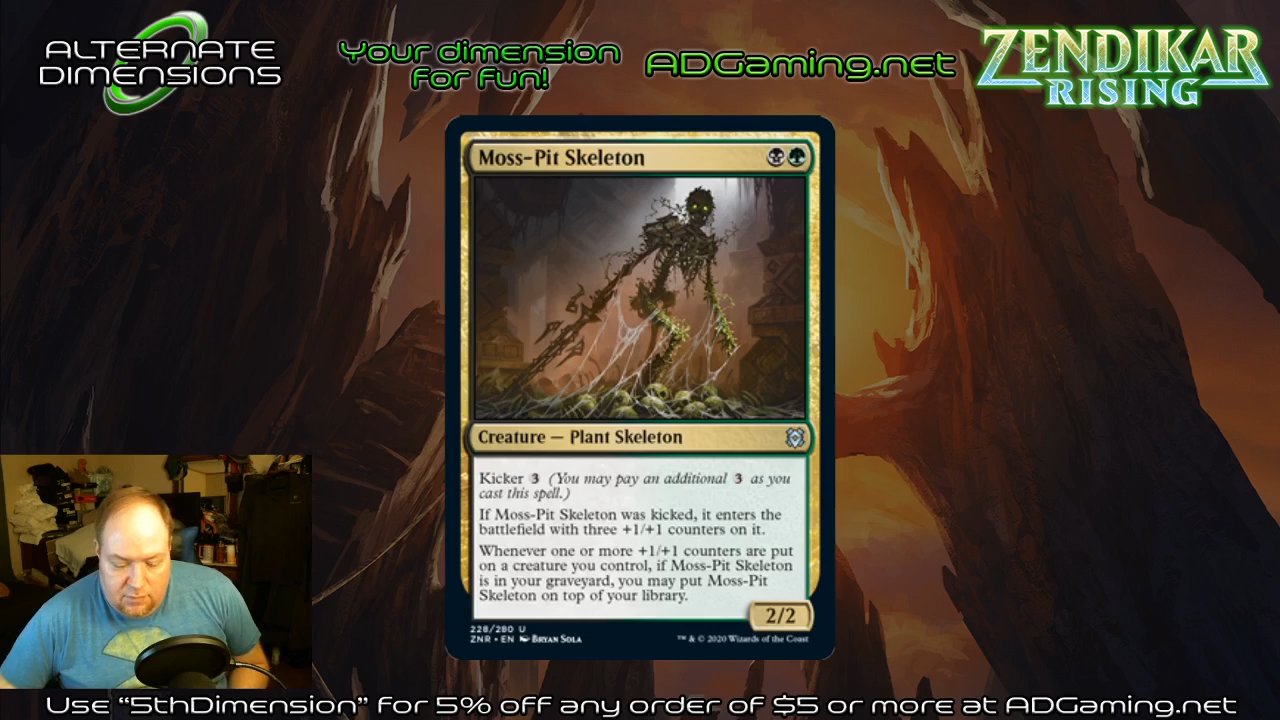 ALTERNATE
DIMENSIONS
Your dimension
for fun!
ADGaming.net
ZENDIKAR
RISING
Moss-Pit Skeleton
Creature — Plant Skeleton
Kicker 3 (You may pay an additional 3 as you
cast this spell.)
If Moss-Pit Skeleton was kicked, it enters the
battlefield with three +1/+1 counters on it.
Whenever one or more +1/+1 counters are put
on a creature you control, if Moss-Pit Skeleton
is in your graveyard, you may put Moss-Pit
Skeleton on top of your library.
2/2
228/280 U
ZNR • EN Bryan Sola
™ & © 2020 Wizards of the Coast
Use “5thDimension” for 5% off any order of $5 or more at ADGaming.net